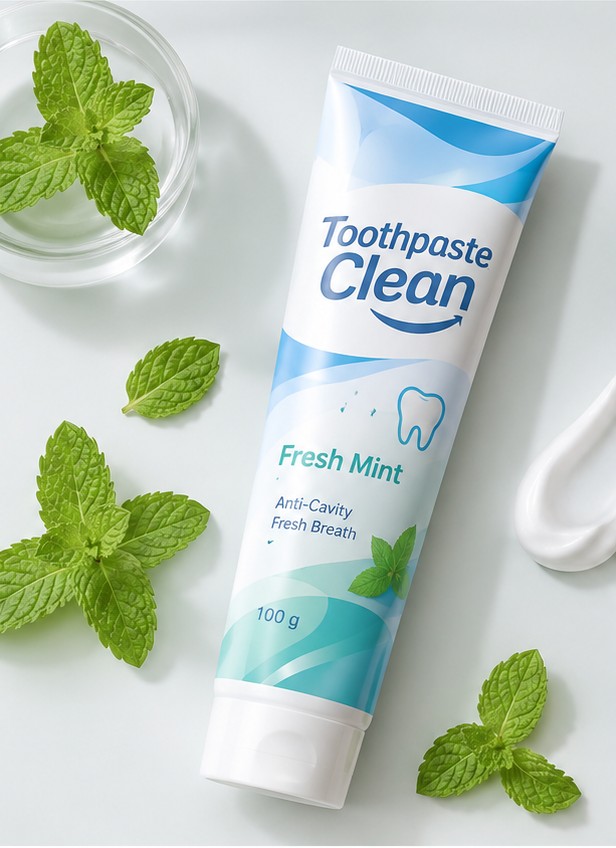 Toothpaste
Clean
Fresh Mint
Anti-Cavity
Fresh Breath
100 g